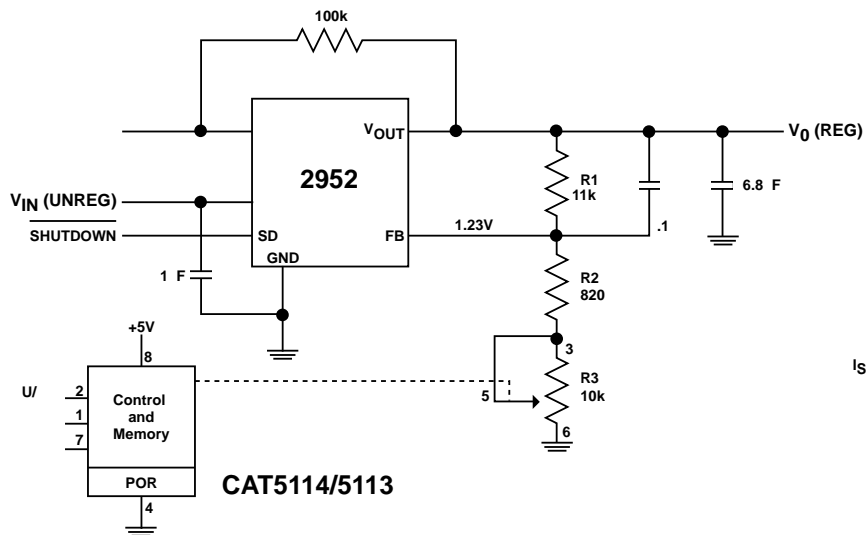 100k
VOUT
V0 (REG)
2952
R1
11k
6.8 F
VIN (UNREG)
1.23V
.1
SHUTDOWN
SD
FB
GND
R2
820
1 F
+5V
8
3
IS
U/
2
Control
and
Memory
5
R3
10k
1
7
6
POR
CAT5114/5113
4